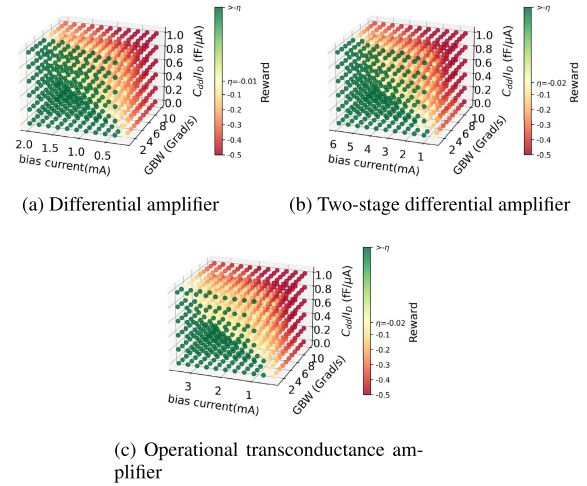 >-η
1.0
0.8
0.6
0.4
0.2
0.0
C_dd/I_D (fF/μA)
η=-0.01
-0.1
-0.2
-0.3
-0.4
-0.5
Reward
10
8
6
4
2
GBW (Grad/s)
2.0 1.5 1.0 0.5
bias current(mA)
(a) Differential amplifier
>-η
1.0
0.8
0.6
0.4
0.2
0.0
C_dd/I_D (fF/μA)
η=-0.02
-0.1
-0.2
-0.3
-0.4
-0.5
Reward
10
8
6
4
2
GBW (Grad/s)
6 5 4 3 2 1
bias current(mA)
(b) Two-stage differential amplifier
>-η
1.0
0.8
0.6
0.4
0.2
0.0
C_dd/I_D (fF/μA)
η=-0.02
-0.1
-0.2
-0.3
-0.4
-0.5
Reward
10
8
6
4
2
GBW (Grad/s)
3 2 1
bias current(mA)
(c) Operational transconductance am-
plifier